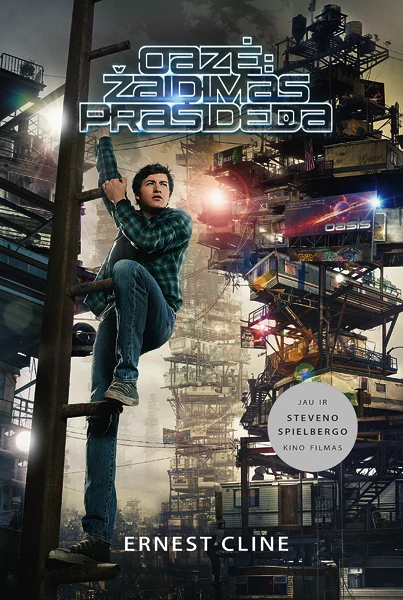 OAZĖ:
ŽAIDIMAS
PRASIDEDA
OASIS
JAU IR
STEVENO
SPIELBERGO
KINO FILMAS
ERNEST CLINE